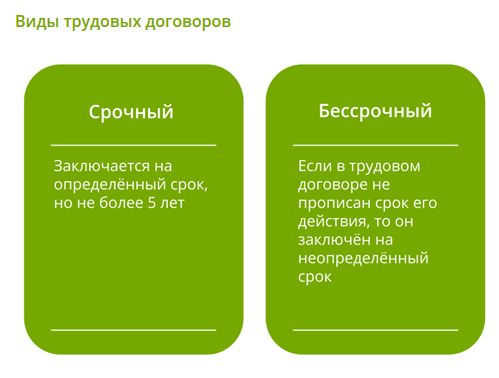 Виды трудовых договоров
Срочный
Заключается на
определённый срок,
но не более 5 лет
Бессрочный
Если в трудовом
договоре не
прописан срок его
действия, то он
заключён на
неопределённый
срок